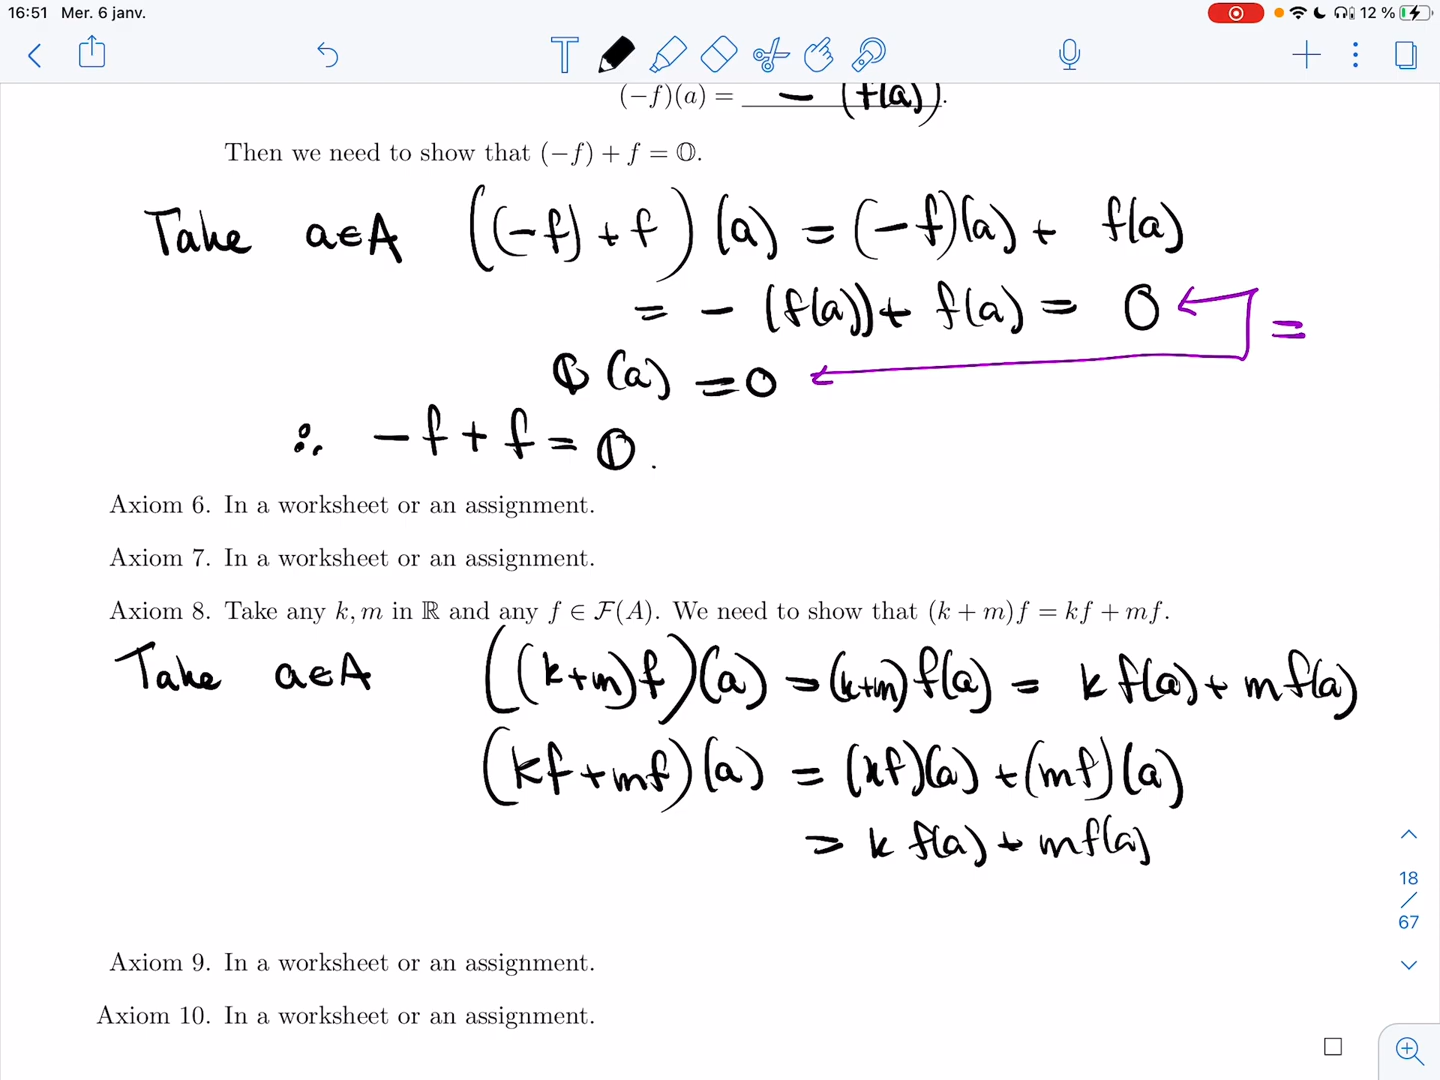 16:51 Mer. 6 janv. 12 %
T
(−f)(a) = − (f(a)).
Then we need to show that (−f) + f = 𝕆.
Take a∈A ((-f)+f)(a) = (-f)(a) + f(a)
= - (f(a)) + f(a) = 0
=
𝕆(a) = 0
∴ -f + f = 𝕆.
Axiom 6. In a worksheet or an assignment.
Axiom 7. In a worksheet or an assignment.
Axiom 8. Take any k, m in ℝ and any f ∈ ℱ(A). We need to show that (k + m)f = kf + mf.
Take a∈A ((k+m)f)(a) = (k+m)f(a) = k f(a) + m f(a)
(kf+mf)(a) = (kf)(a) + (mf)(a)
= k f(a) + mf(a)
18
/
67
Axiom 9. In a worksheet or an assignment.
Axiom 10. In a worksheet or an assignment.
□